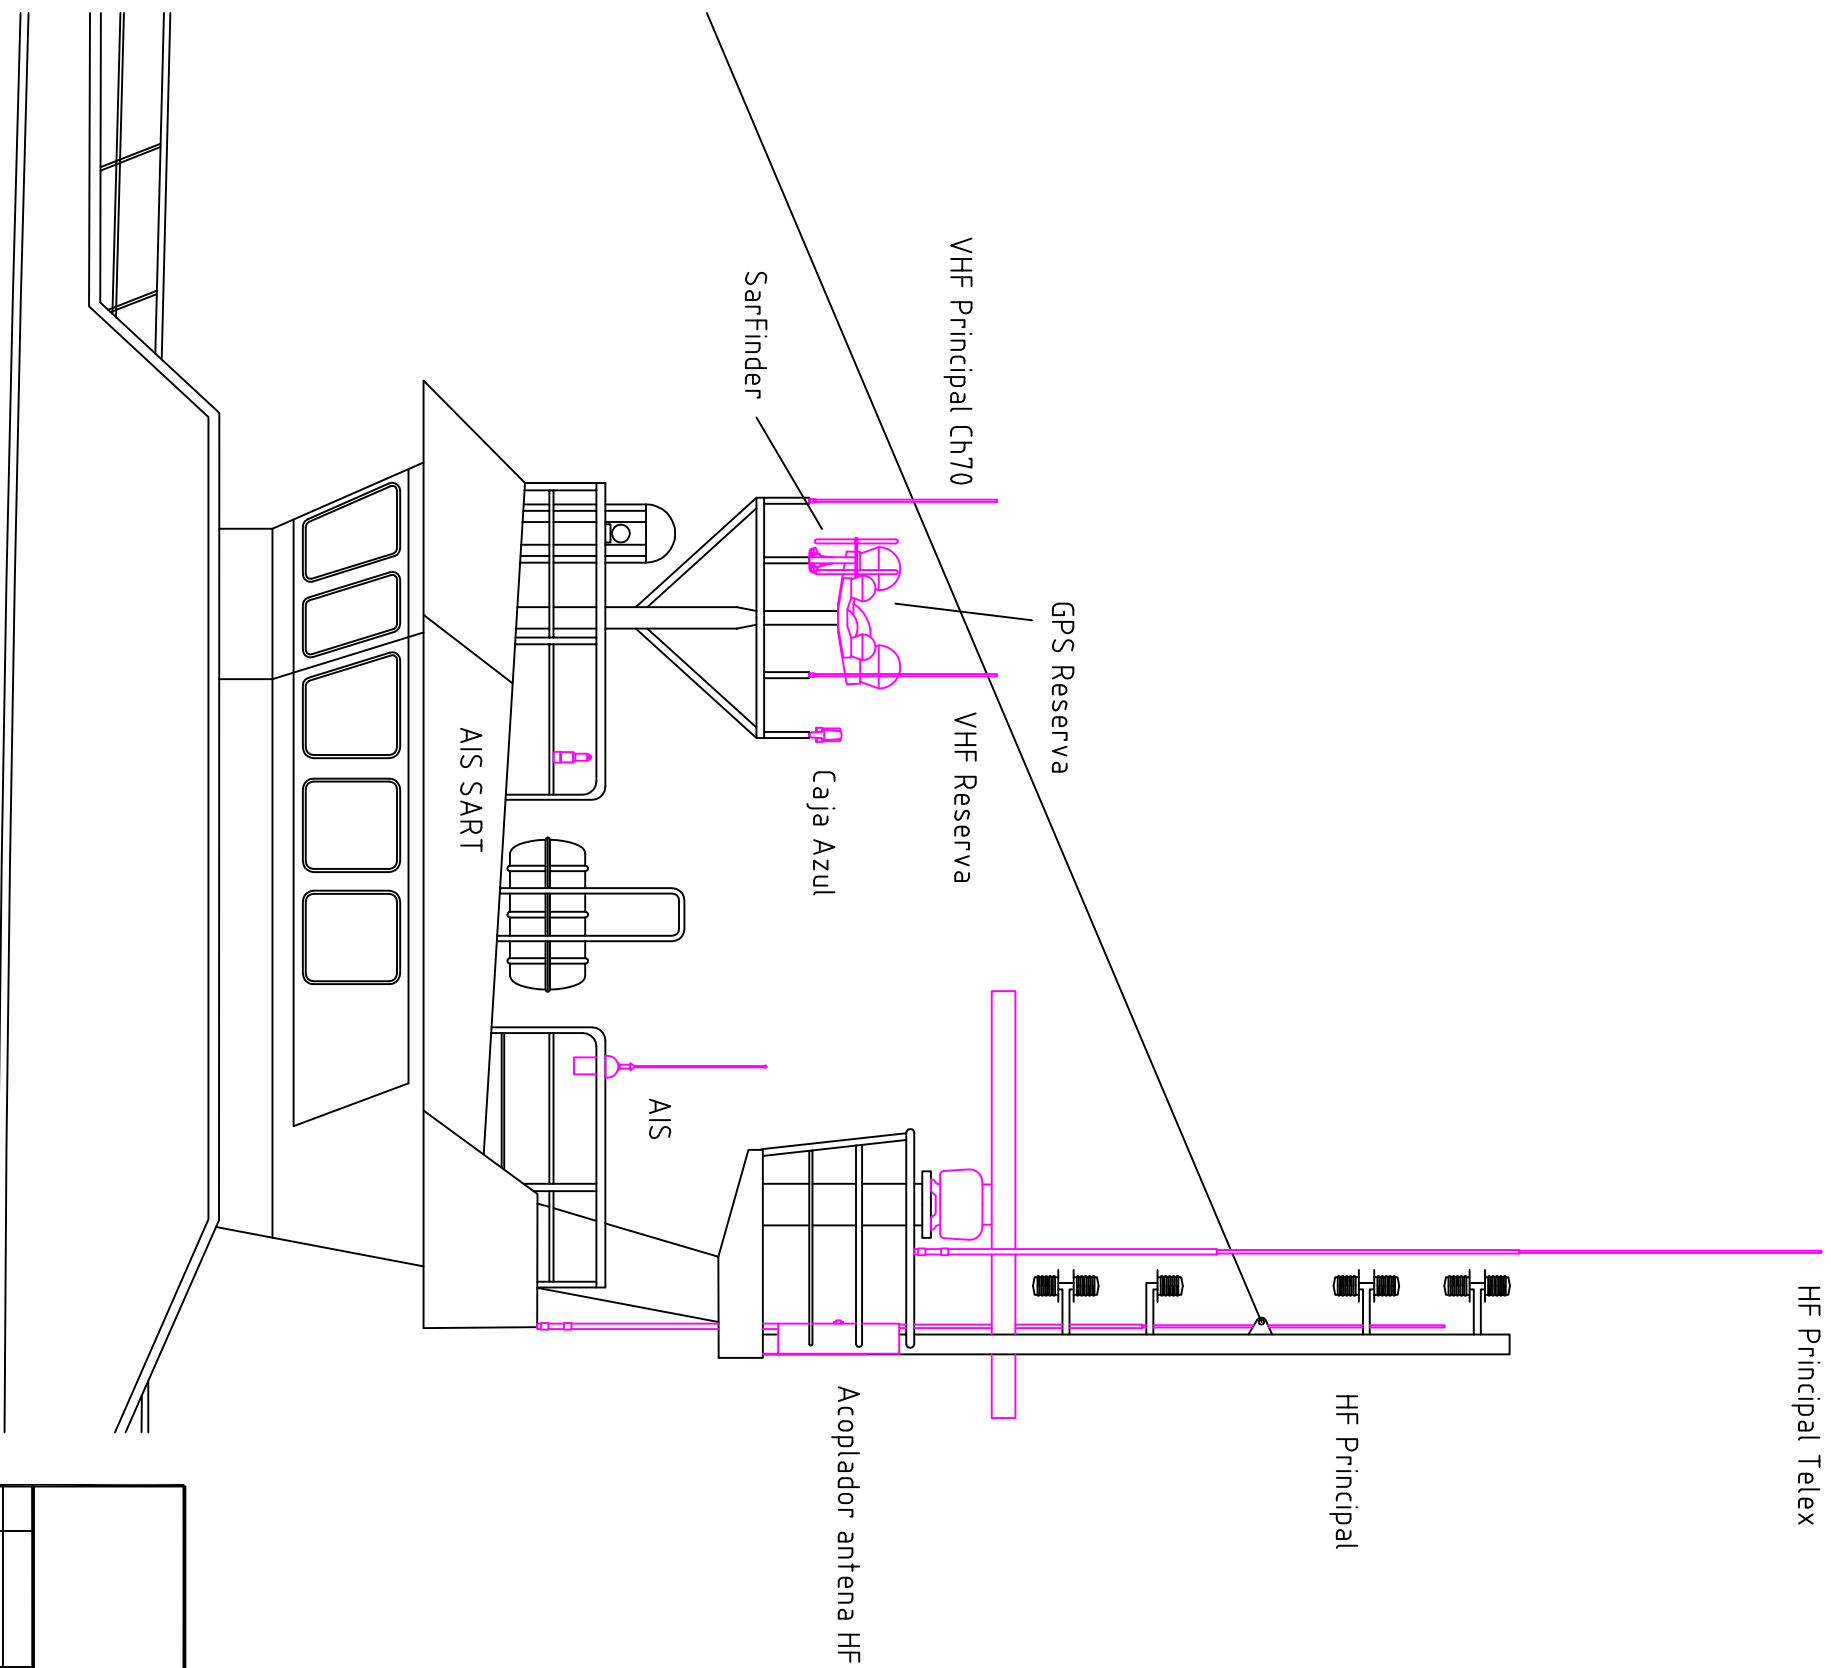 HF Principal Telex
HF Principal
GPS Reserva
VHF Principal Ch70
VHF Reserva
Acoplador antena HF
Caja Azul
SarFinder
AIS
AIS SART